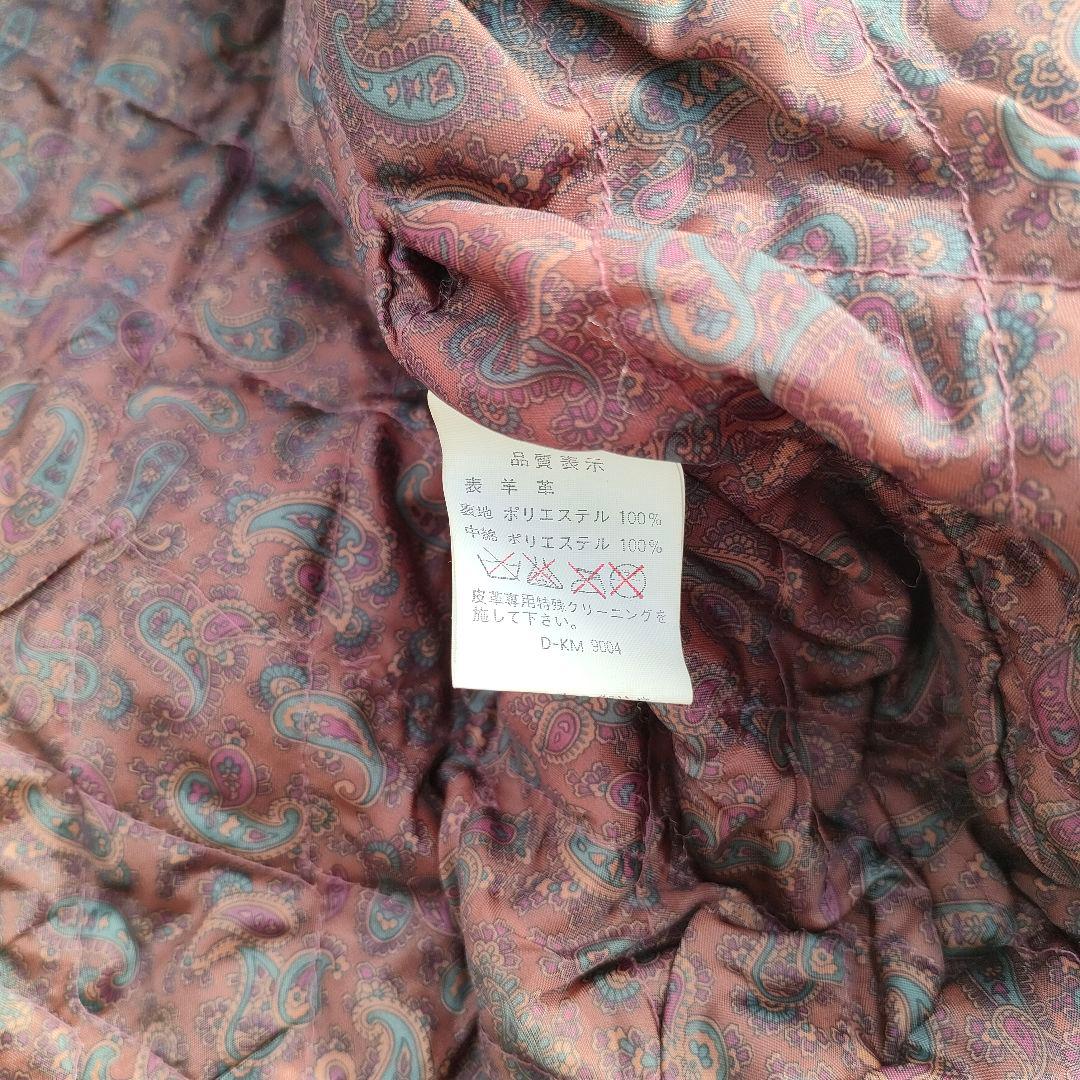 品質表示
表 羊 革
裏地 ポリエステル 100%
中綿 ポリエステル 100%
皮革専用特殊クリーニングを
施して下さい。
D-KM 9004